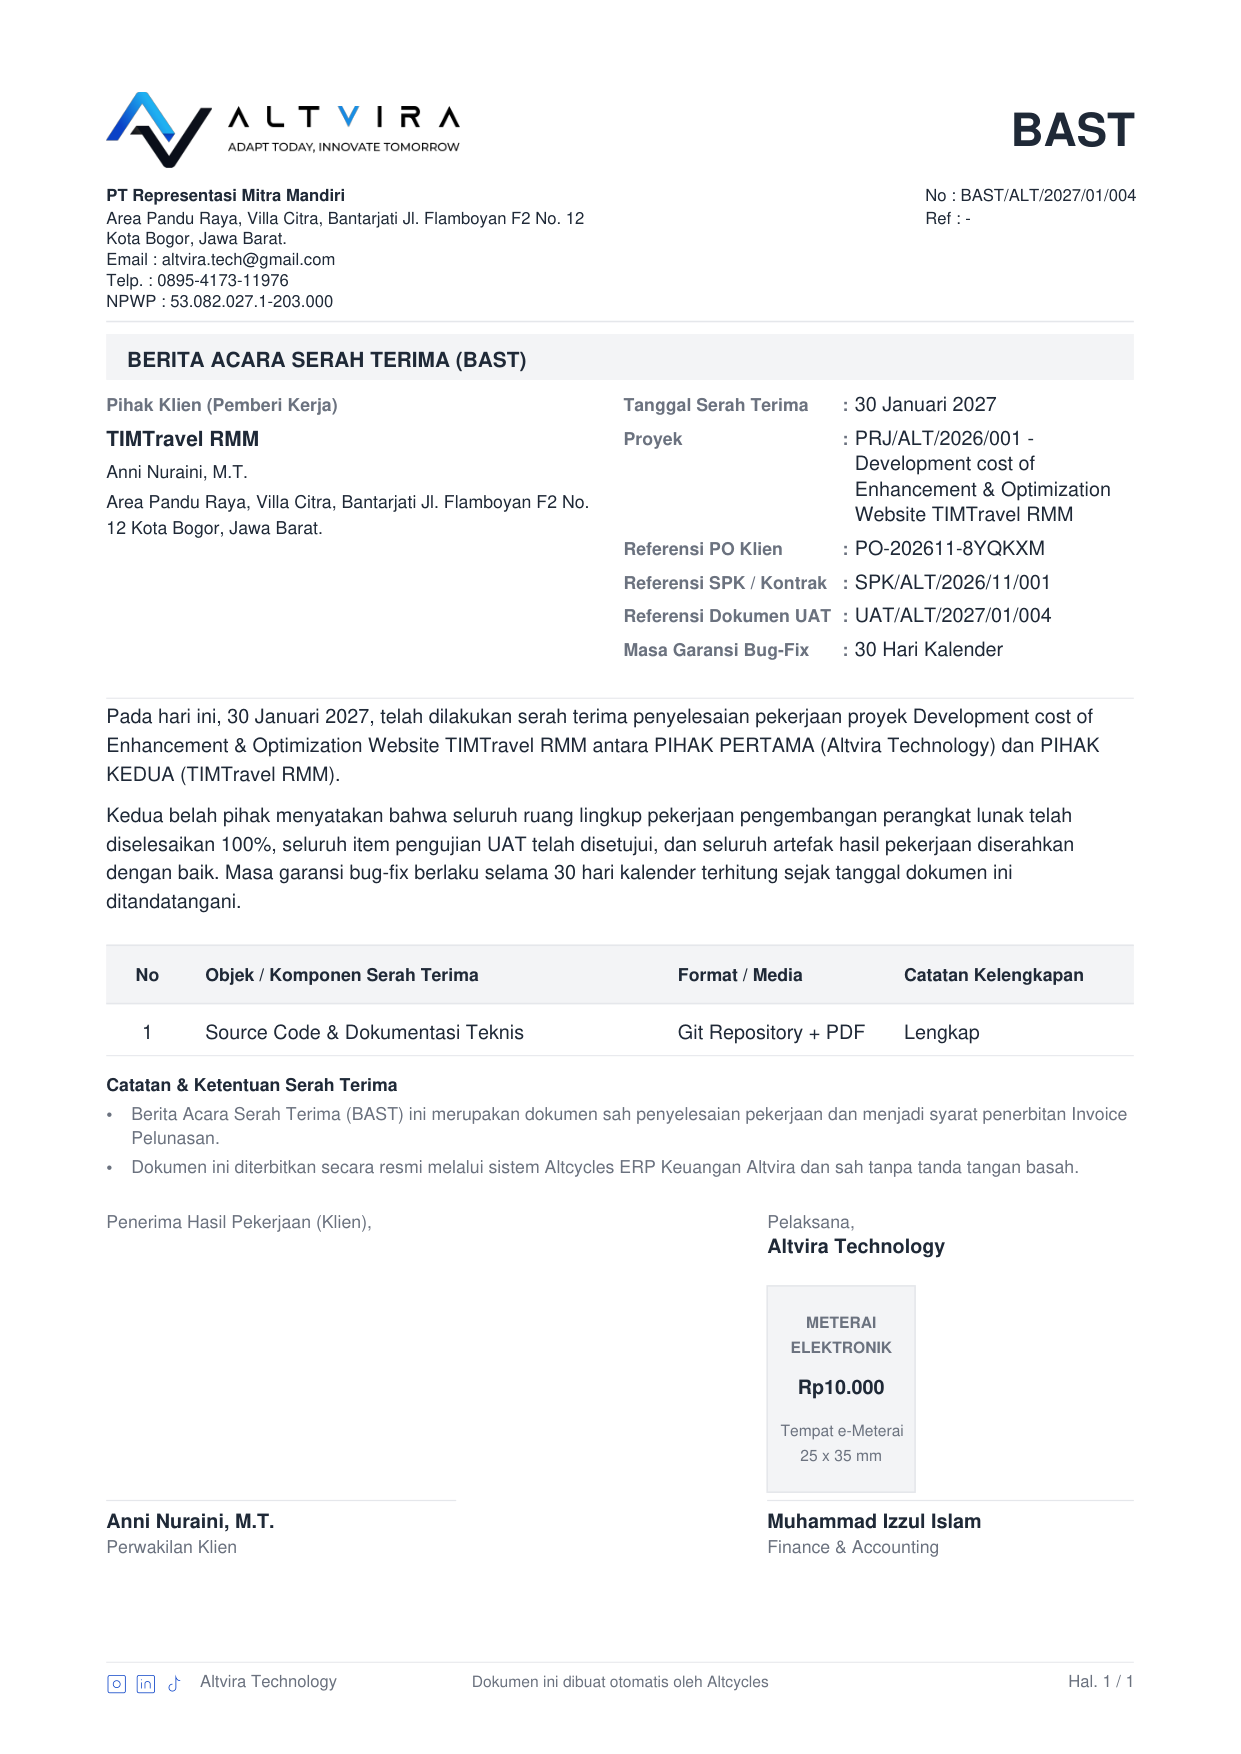 ALTVIRA
ADAPT TODAY, INNOVATE TOMORROW
BAST
PT Representasi Mitra Mandiri
Area Pandu Raya, Villa Citra, Bantarjati Jl. Flamboyan F2 No. 12
Kota Bogor, Jawa Barat.
Email : altvira.tech@gmail.com
Telp. : 0895-4173-11976
NPWP : 53.082.027.1-203.000
No : BAST/ALT/2027/01/004
Ref : -
BERITA ACARA SERAH TERIMA (BAST)
Pihak Klien (Pemberi Kerja)
TIMTravel RMM
Anni Nuraini, M.T.
Area Pandu Raya, Villa Citra, Bantarjati Jl. Flamboyan F2 No.
12 Kota Bogor, Jawa Barat.
Tanggal Serah Terima : 30 Januari 2027
Proyek : PRJ/ALT/2026/001 -
Development cost of
Enhancement & Optimization
Website TIMTravel RMM
Referensi PO Klien : PO-202611-8YQKXM
Referensi SPK / Kontrak : SPK/ALT/2026/11/001
Referensi Dokumen UAT : UAT/ALT/2027/01/004
Masa Garansi Bug-Fix : 30 Hari Kalender
Pada hari ini, 30 Januari 2027, telah dilakukan serah terima penyelesaian pekerjaan proyek Development cost of
Enhancement & Optimization Website TIMTravel RMM antara PIHAK PERTAMA (Altvira Technology) dan PIHAK
KEDUA (TIMTravel RMM).
Kedua belah pihak menyatakan bahwa seluruh ruang lingkup pekerjaan pengembangan perangkat lunak telah
diselesaikan 100%, seluruh item pengujian UAT telah disetujui, dan seluruh artefak hasil pekerjaan diserahkan
dengan baik. Masa garansi bug-fix berlaku selama 30 hari kalender terhitung sejak tanggal dokumen ini
ditandatangani.
No Objek / Komponen Serah Terima Format / Media Catatan Kelengkapan
1 Source Code & Dokumentasi Teknis Git Repository + PDF Lengkap
Catatan & Ketentuan Serah Terima
• Berita Acara Serah Terima (BAST) ini merupakan dokumen sah penyelesaian pekerjaan dan menjadi syarat penerbitan Invoice
Pelunasan.
• Dokumen ini diterbitkan secara resmi melalui sistem Altcycles ERP Keuangan Altvira dan sah tanpa tanda tangan basah.
Penerima Hasil Pekerjaan (Klien),
Pelaksana,
Altvira Technology
METERAI
ELEKTRONIK
Rp10.000
Tempat e-Meterai
25 x 35 mm
Anni Nuraini, M.T.
Perwakilan Klien
Muhammad Izzul Islam
Finance & Accounting
Altvira Technology
Dokumen ini dibuat otomatis oleh Altcycles
Hal. 1 / 1